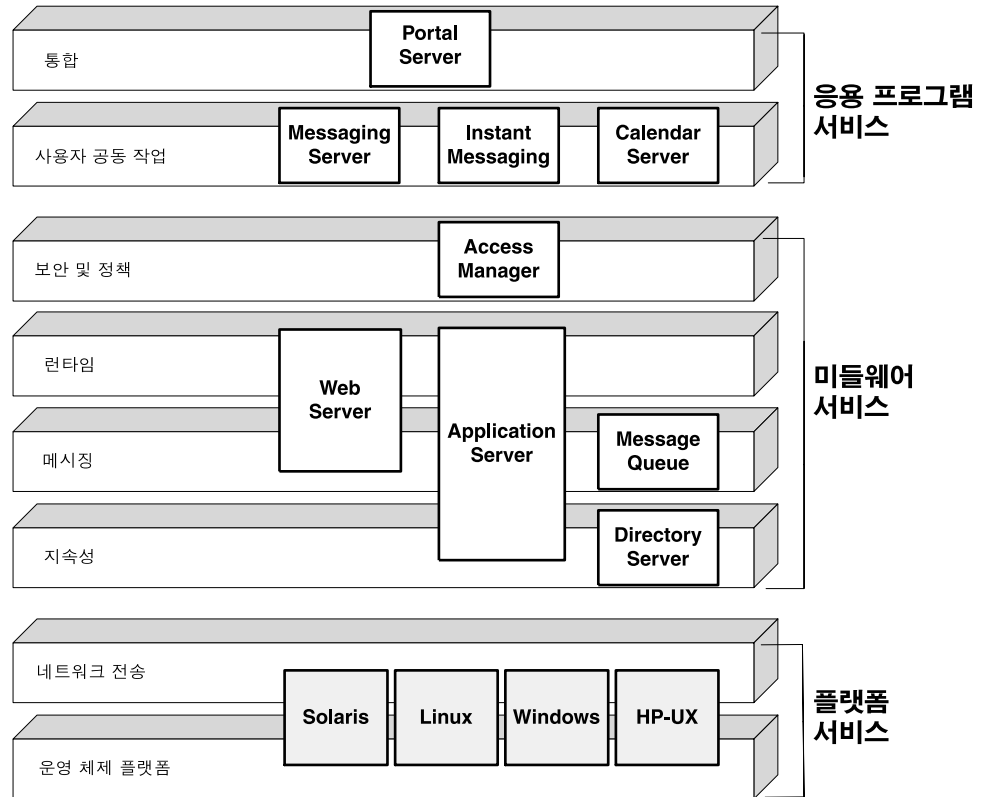 통합
Portal
Server
사용자 공동 작업
Messaging
Server
Instant
Messaging
Calendar
Server
응용 프로그램
서비스
보안 및 정책
Access
Manager
런타임
Web
Server
Application
Server
메시징
Message
Queue
지속성
Directory
Server
미들웨어
서비스
네트워크 전송
Solaris
Linux
Windows
HP-UX
운영 체제 플랫폼
플랫폼
서비스